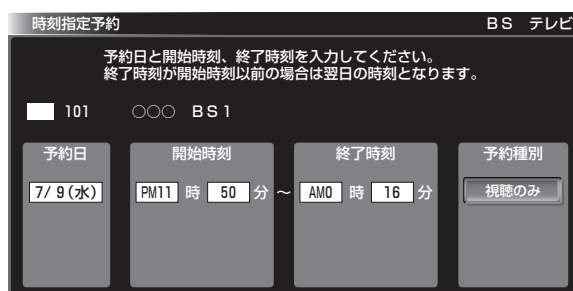 時刻指定予約 BS テレビ
予約日と開始時刻、終了時刻を入力してください。
終了時刻が開始時刻以前の場合は翌日の時刻となります。
101 ○○○ BS1
予約日 開始時刻 終了時刻 予約種別
7/ 9(水) PM11 時 50 分 ~ AM0 時 16 分 視聴のみ